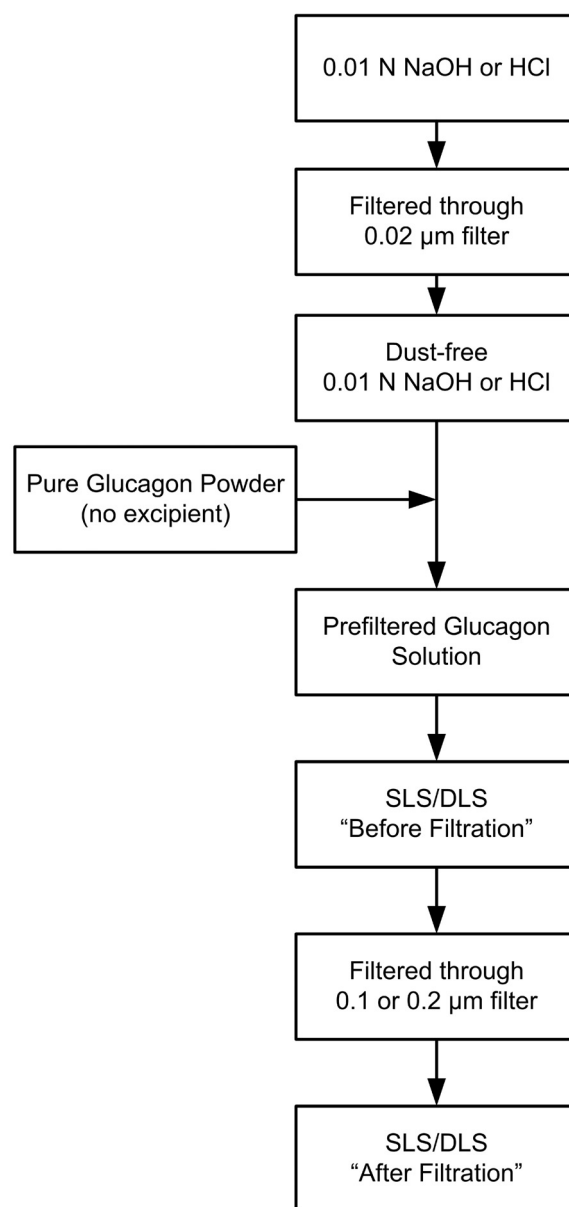 0.01 N NaOH or HCl
Filtered through
0.02 µm filter
Dust-free
0.01 N NaOH or HCl
Pure Glucagon Powder
(no excipient)
Prefiltered Glucagon
Solution
SLS/DLS
“Before Filtration”
Filtered through
0.1 or 0.2 µm filter
SLS/DLS
“After Filtration”